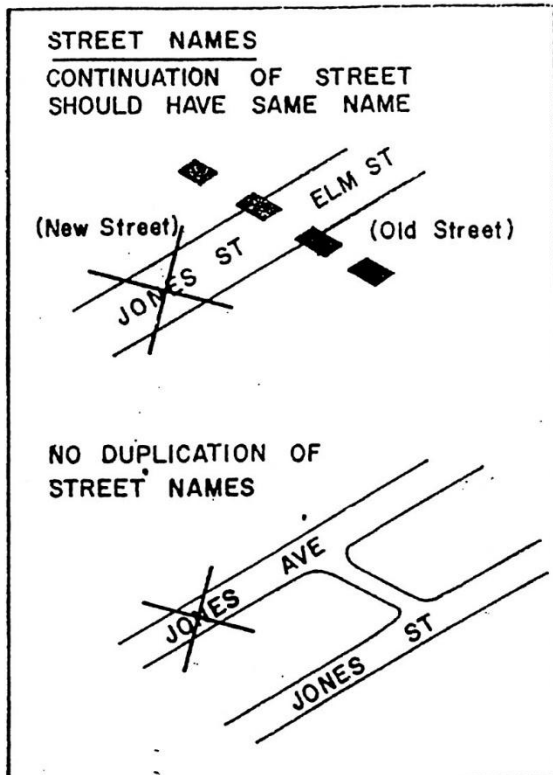 STREET NAMES
CONTINUATION OF STREET
SHOULD HAVE SAME NAME
ELM ST
(New Street)
(Old Street)
JONES ST
NO DUPLICATION OF
STREET NAMES
JONES AVE
JONES ST